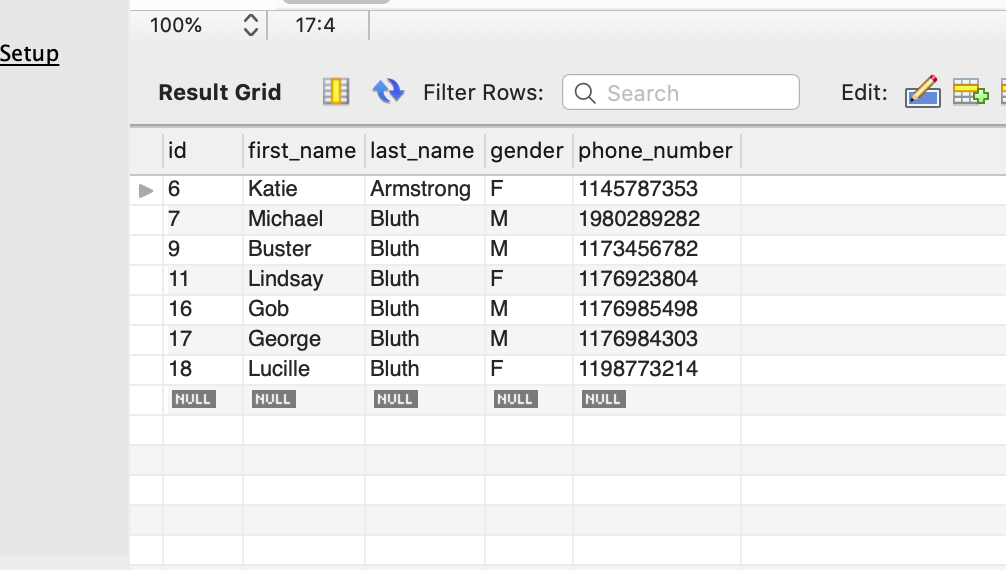 100% 17:4
Setup
Result Grid Filter Rows: Search Edit:
id first_name last_name gender phone_number
6 Katie Armstrong F 1145787353
7 Michael Bluth M 1980289282
9 Buster Bluth M 1173456782
11 Lindsay Bluth F 1176923804
16 Gob Bluth M 1176985498
17 George Bluth M 1176984303
18 Lucille Bluth F 1198773214
NULL NULL NULL NULL NULL